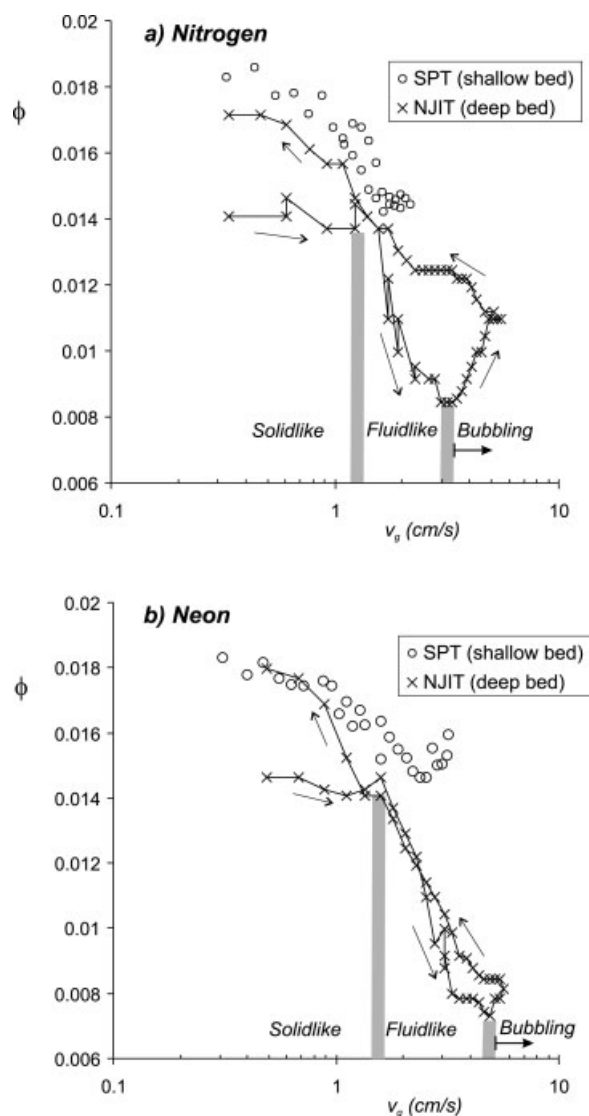 a) Nitrogen
0.02
0.018
0.016
0.014
0.012
0.01
0.008
0.006
ϕ
○ SPT (shallow bed)
× NJIT (deep bed)
Solidlike
Fluidlike
Bubbling
0.1
1
10
v_g (cm/s)
b) Neon
0.02
0.018
0.016
0.014
0.012
0.01
0.008
0.006
ϕ
○ SPT (shallow bed)
× NJIT (deep bed)
Solidlike
Fluidlike
Bubbling
0.1
1
10
v_g (cm/s)